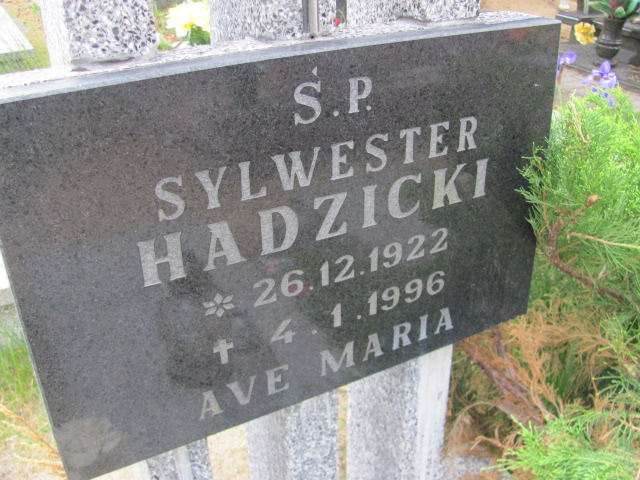 Ś.P.
SYLWESTER
HADZICKI
* 26.12.1922
✝ 4.1.1996
AVE MARIA